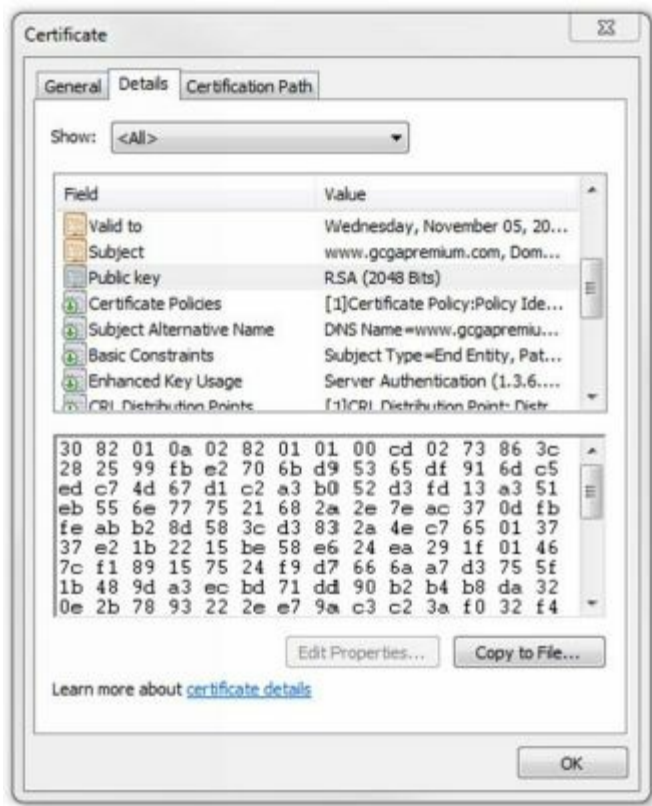 Certificate
General Details Certification Path
Show: <All>
Field Value
Valid to Wednesday, November 05, 20...
Subject www.gcgapremium.com, Dom...
Public key RSA (2048 Bits)
Certificate Policies [1]Certificate Policy:Policy Ide...
Subject Alternative Name DNS Name=www.gcgapremiu...
Basic Constraints Subject Type=End Entity, Pat...
Enhanced Key Usage Server Authentication (1.3.6....
CRL Distribution Points [1]CRL Distribution Point: Distr...
30 82 01 0a 02 82 01 01 00 cd 02 73 86 3c
28 25 99 fb e2 70 6b d9 53 65 df 91 6d c5
ed c7 4d 67 d1 c2 a3 b0 52 d3 fd 13 a3 51
eb 55 6e 77 75 21 68 2a 2e 7e ac 37 0d fb
fe ab b2 8d 58 3c d3 83 2a 4e c7 65 01 37
37 e2 1b 22 15 be 58 e6 24 ea 29 1f 01 46
7c f1 89 15 75 24 f9 d7 66 6a a7 d3 75 5f
1b 48 9d a3 ec bd 71 dd 90 b2 b4 b8 da 32
0e 2b 78 93 22 2e e7 9a c3 c2 3a f0 32 f4
Edit Properties... Copy to File...
Learn more about certificate details
OK